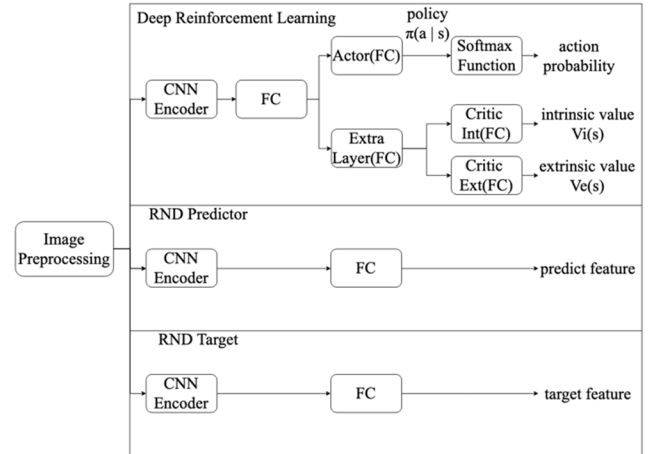 Deep Reinforcement Learning
policy
π(a | s)
Actor(FC)
Softmax
Function
action
probability
CNN
Encoder
FC
Extra
Layer(FC)
Critic
Int(FC)
intrinsic value
Vi(s)
Critic
Ext(FC)
extrinsic value
Ve(s)
Image
Preprocessing
RND Predictor
CNN
Encoder
FC
predict feature
RND Target
CNN
Encoder
FC
target feature